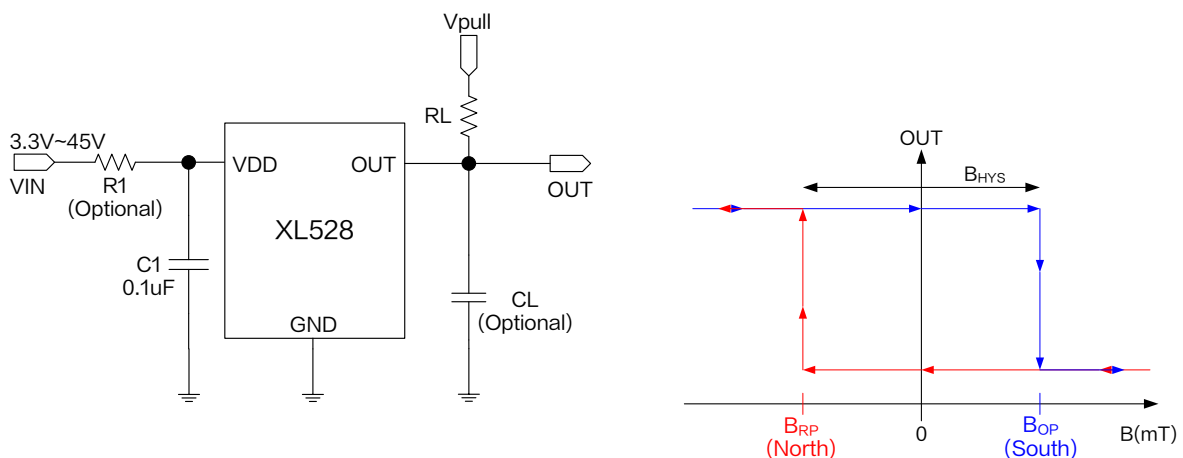 Vpull
RL
3.3V~45V
VIN
R1
(Optional)
VDD
OUT
OUT
XL528
C1
0.1uF
GND
CL
(Optional)
OUT
BHYS
BRP
(North)
0
BOP
(South)
B(mT)